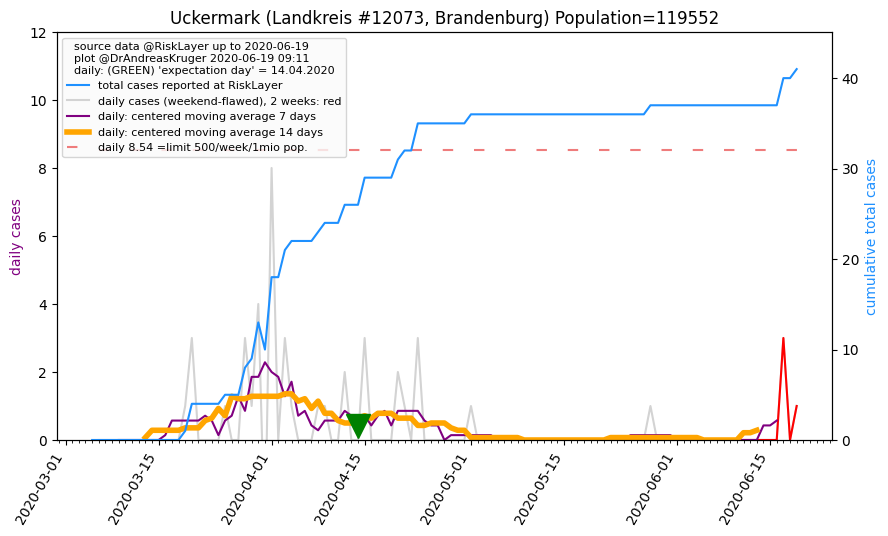 Uckermark (Landkreis #12073, Brandenburg) Population=119552
source data @RiskLayer up to 2020-06-19
plot @DrAndreasKruger 2020-06-19 09:11
daily: (GREEN) 'expectation day' = 14.04.2020
total cases reported at RiskLayer
daily cases (weekend-flawed), 2 weeks: red
daily: centered moving average 7 days
daily: centered moving average 14 days
daily 8.54 =limit 500/week/1mio pop.
daily cases
12
10
8
6
4
2
0
cumulative total cases
40
30
20
10
0
2020-03-01
2020-03-15
2020-04-01
2020-04-15
2020-05-01
2020-05-15
2020-06-01
2020-06-15